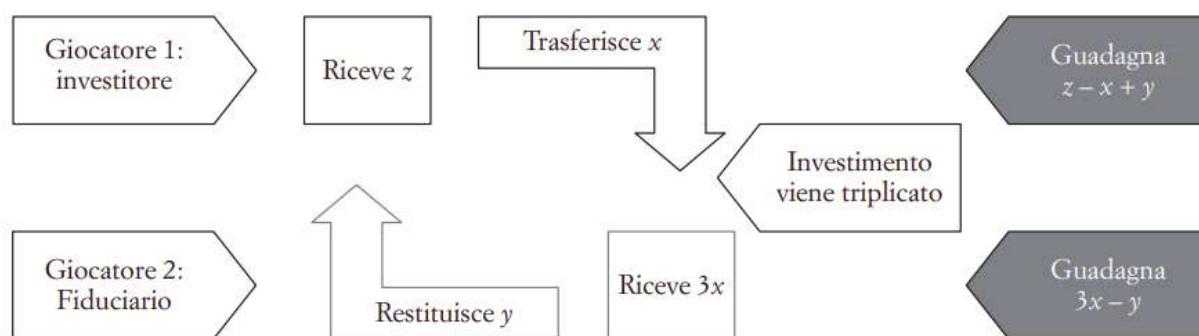 Giocatore 1:
investitore
Riceve z
Trasferisce x
Guadagna
z – x + y
Investimento
viene triplicato
Giocatore 2:
Fiduciario
Restituisce y
Riceve 3x
Guadagna
3x – y